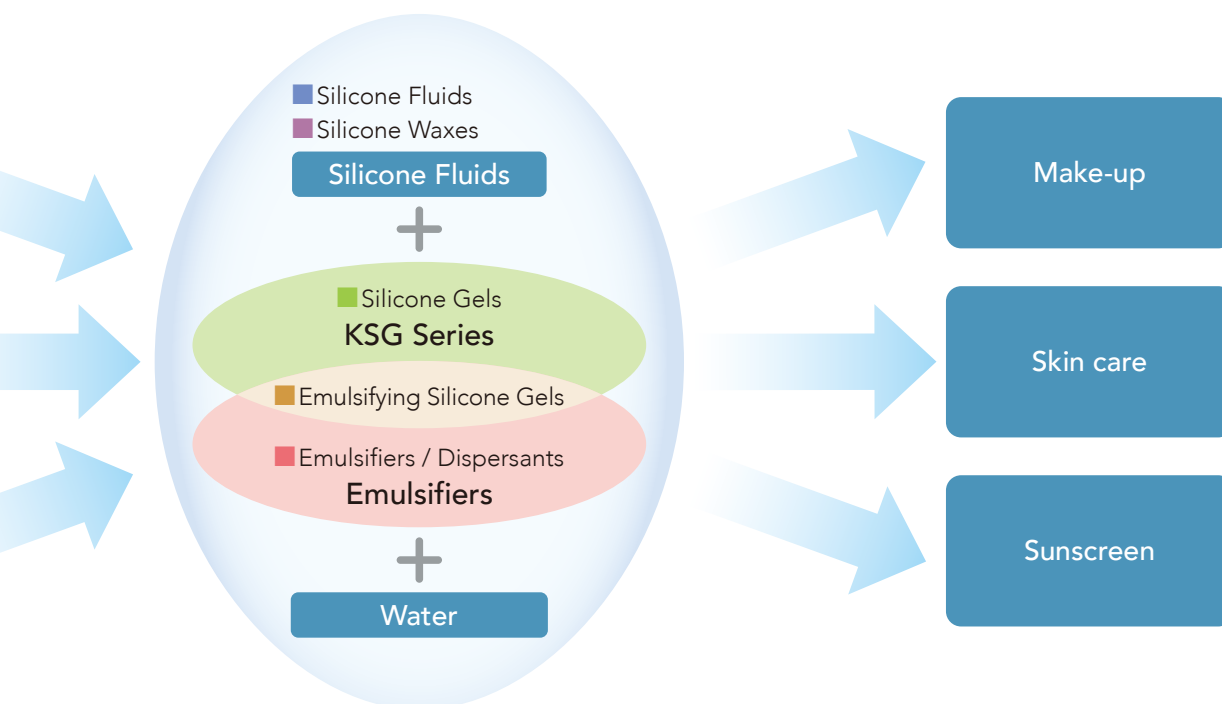 Silicone Fluids
Silicone Waxes
Silicone Fluids
+
Silicone Gels
KSG Series
Emulsifying Silicone Gels
Emulsifiers / Dispersants
Emulsifiers
+
Water
Make-up
Skin care
Sunscreen